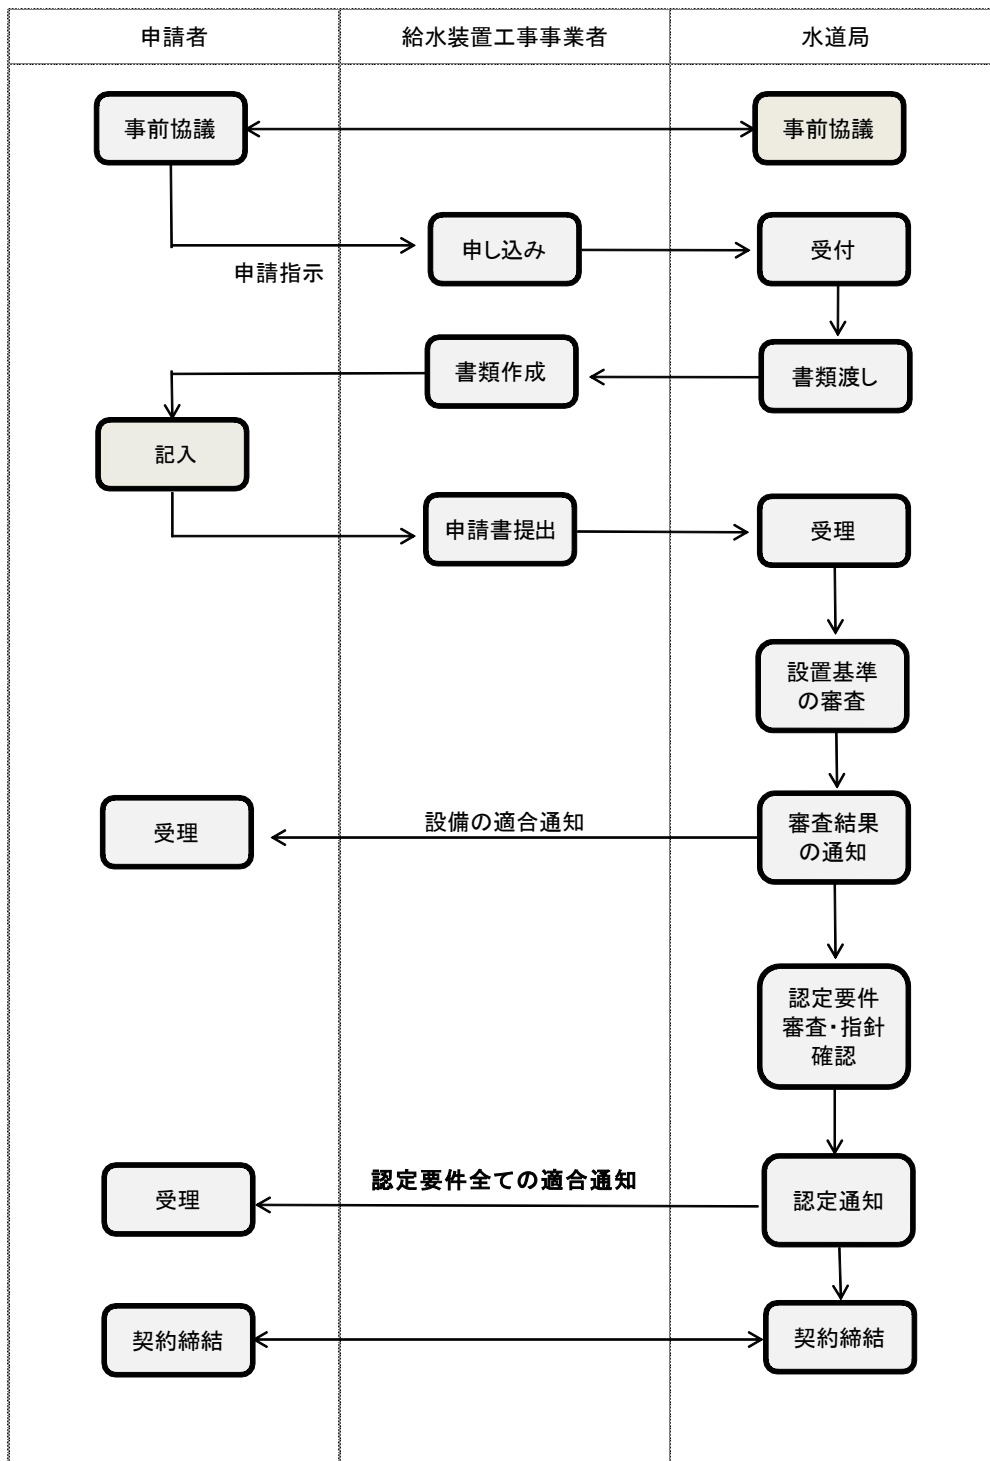 申請者
給水装置工事事業者
水道局
事前協議
事前協議
申し込み
受付
申請指示
書類作成
書類渡し
記入
申請書提出
受理
設置基準
の審査
受理
設備の適合通知
審査結果
の通知
認定要件
審査・指針
確認
受理
認定要件全ての適合通知
認定通知
契約締結
契約締結